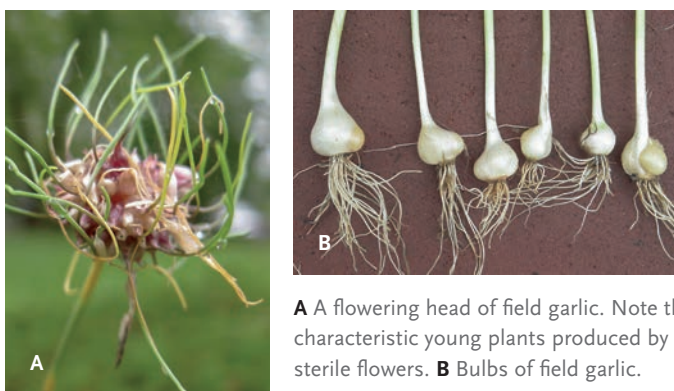 A
B
A A flowering head of field garlic. Note th
characteristic young plants produced by
sterile flowers. B Bulbs of field garlic.